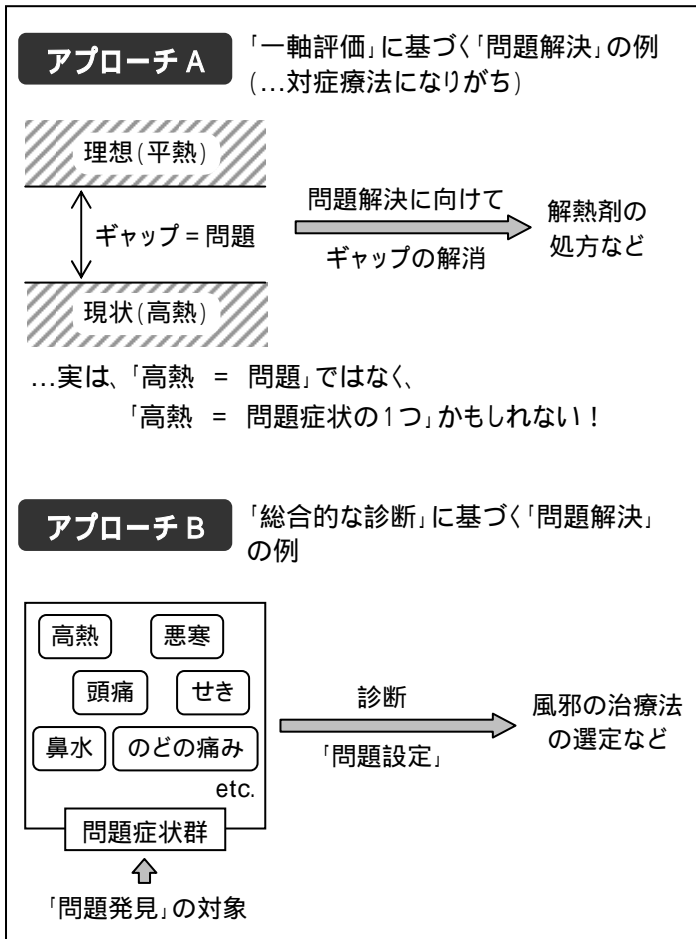 アプローチ A
「一軸評価」に基づく「問題解決」の例
(…対症療法になりがち)
理想(平熱)
ギャップ = 問題
現状(高熱)
問題解決に向けて
ギャップの解消
解熱剤の
処方など
…実は、「高熱 = 問題」ではなく、
「高熱 = 問題症状の1つ」かもしれない!
アプローチ B
「総合的な診断」に基づく「問題解決」
の例
高熱
悪寒
頭痛
せき
鼻水
のどの痛み
etc.
問題症状群
「問題発見」の対象
診断
「問題設定」
風邪の治療法
の選定など